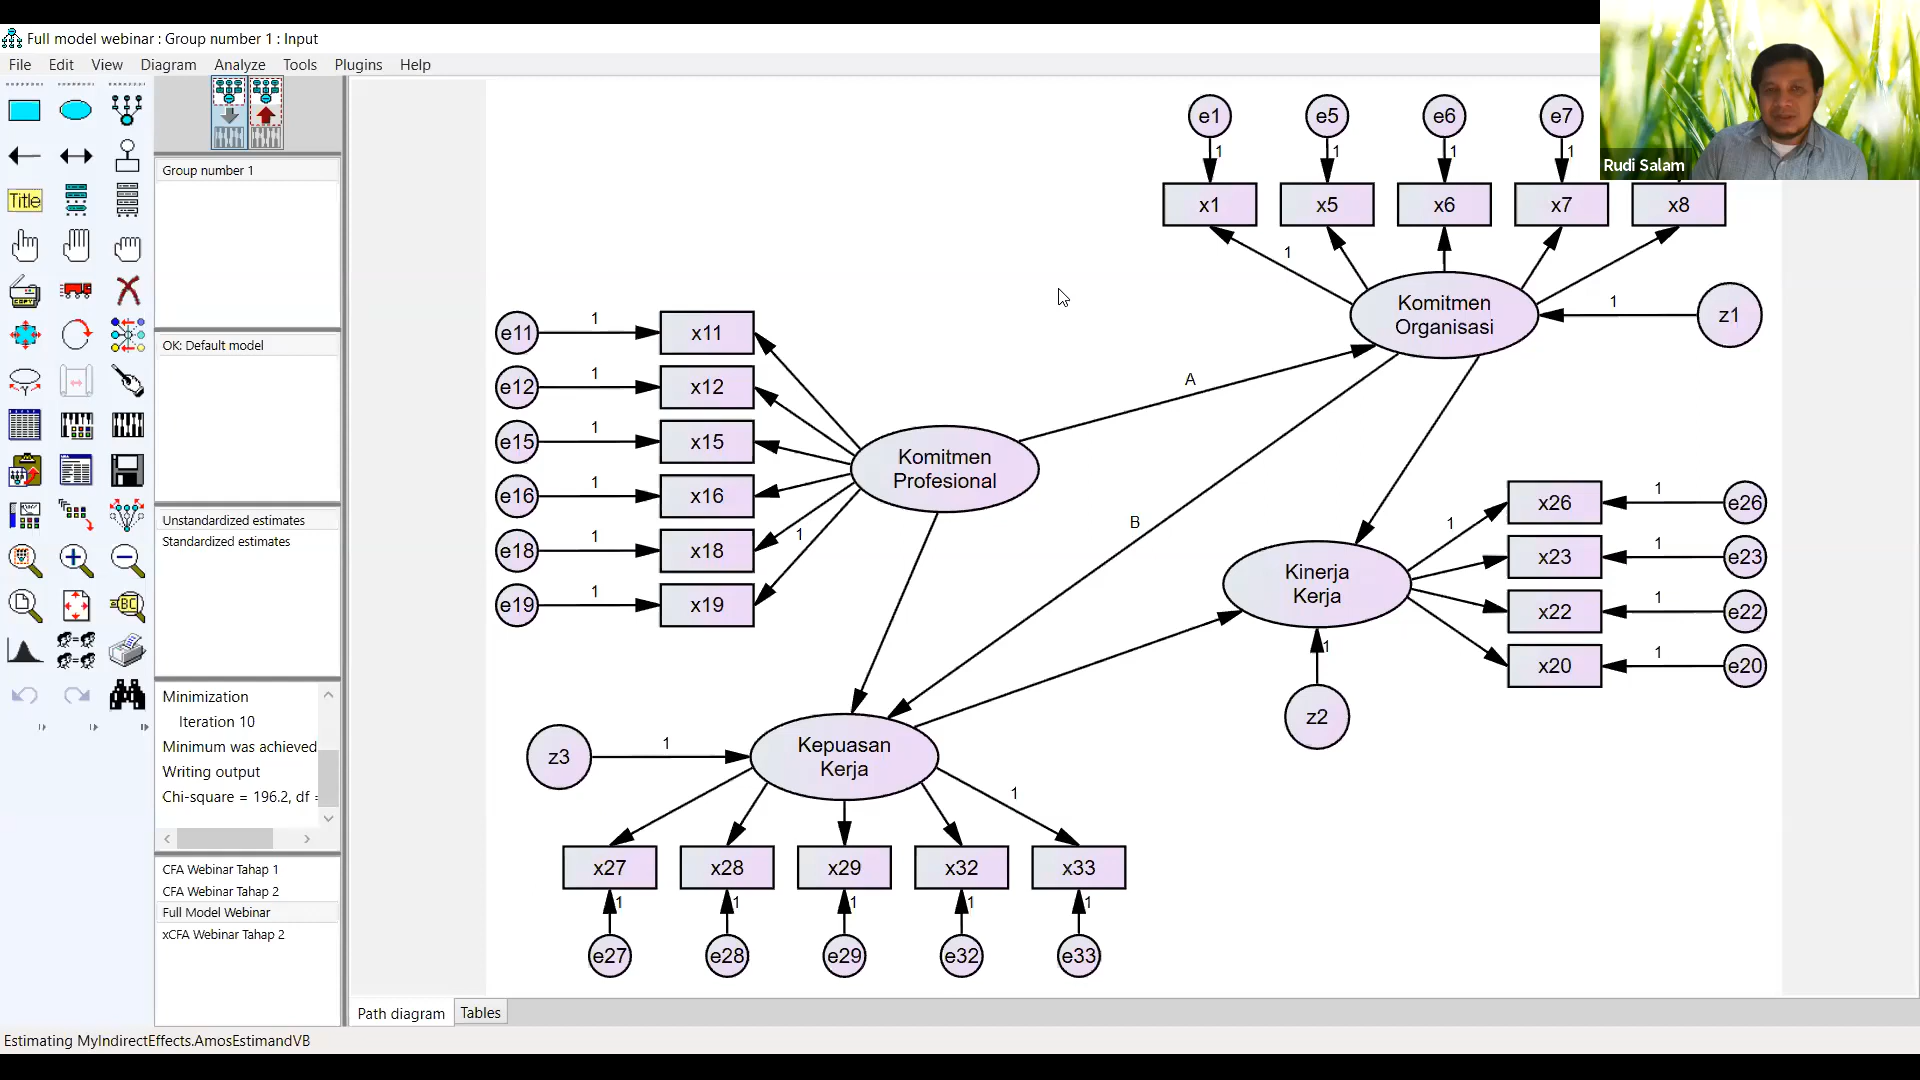 Full model webinar : Group number 1 : Input
File Edit View Diagram Analyze Tools Plugins Help
Rudi Salam
Title
COPY
ABC
Group number 1
OK: Default model
Unstandardized estimates
Standardized estimates
Minimization
Iteration 10
Minimum was achieved
Writing output
Chi-square = 196.2, df =
CFA Webinar Tahap 1
CFA Webinar Tahap 2
Full Model Webinar
xCFA Webinar Tahap 2
e1 e5 e6 e7
1 1 1 1
x1 x5 x6 x7 x8
1
Komitmen
Organisasi
1
z1
e11 1 x11
e12 1 x12
e15 1 x15
e16 1 x16
e18 1 x18
e19 1 x19
1
Komitmen
Profesional
A
B
Kinerja
Kerja
1
x26 1 e26
x23 1 e23
x22 1 e22
x20 1 e20
1
z2
z3
1
Kepuasan
Kerja
1
x27 x28 x29 x32 x33
1 1 1 1 1
e27 e28 e29 e32 e33
Path diagram Tables
Estimating MyIndirectEffects.AmosEstimandVB